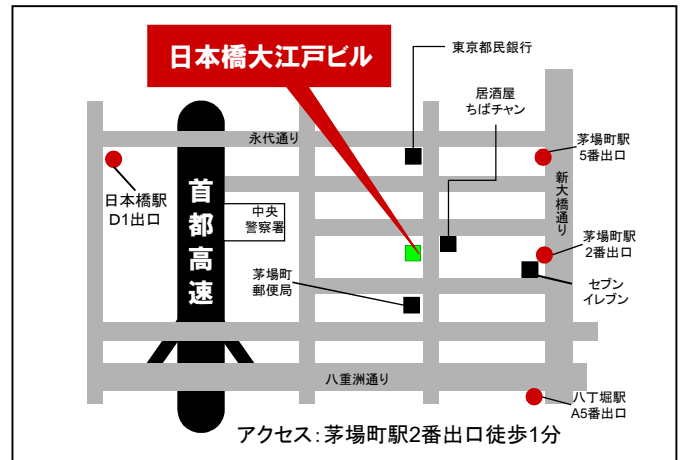 日本橋大江戸ビル
東京都民銀行
居酒屋
ちばチャン
永代通り
茅場町駅
5番出口
日本橋駅
D1出口
首都高速
中央
警察署
新大橋通り
茅場町駅
2番出口
茅場町
郵便局
セブン
イレブン
八重洲通り
八丁堀駅
A5番出口
アクセス：茅場町駅2番出口徒歩1分